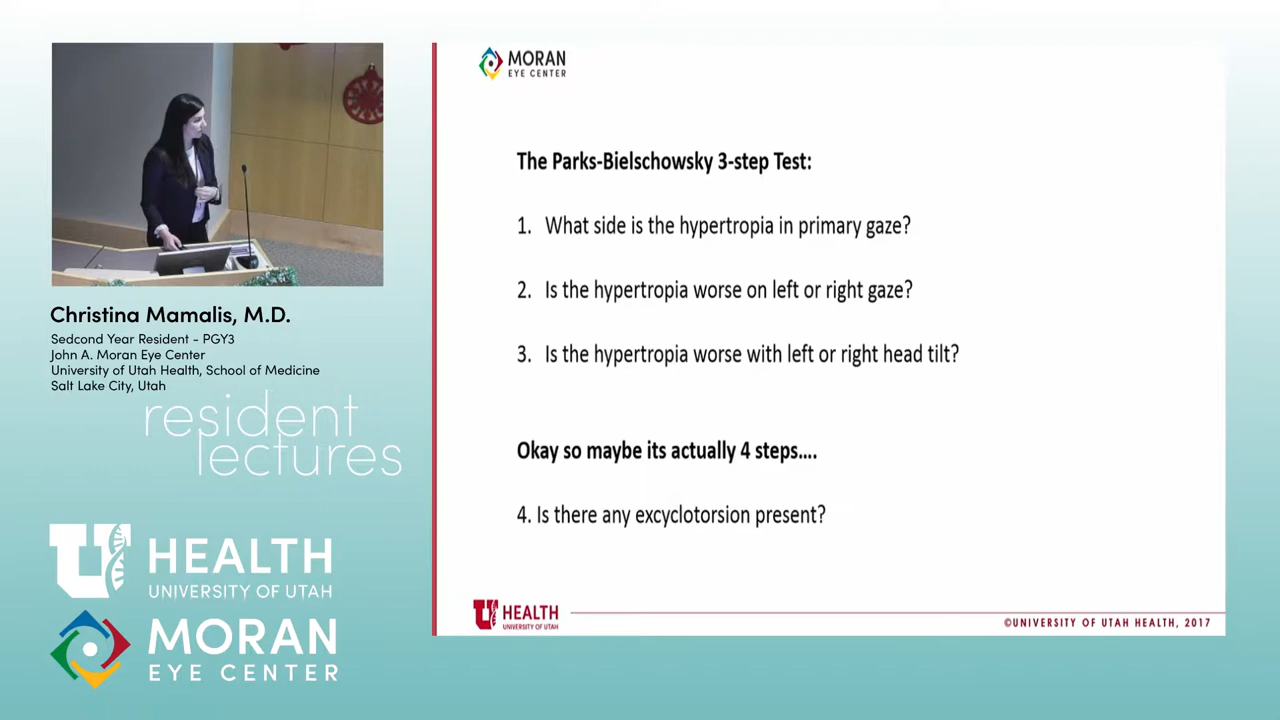 Christina Mamalis, M.D.
Sedcond Year Resident - PGY3
John A. Moran Eye Center
University of Utah Health, School of Medicine
Salt Lake City, Utah
resident
lectures
U HEALTH
UNIVERSITY OF UTAH
MORAN
EYE CENTER
MORAN
EYE CENTER
The Parks-Bielschowsky 3-step Test:
1. What side is the hypertropia in primary gaze?
2. Is the hypertropia worse on left or right gaze?
3. Is the hypertropia worse with left or right head tilt?
Okay so maybe its actually 4 steps....
4. Is there any excyclotorsion present?
U HEALTH
UNIVERSITY OF UTAH
©UNIVERSITY OF UTAH HEALTH, 2017